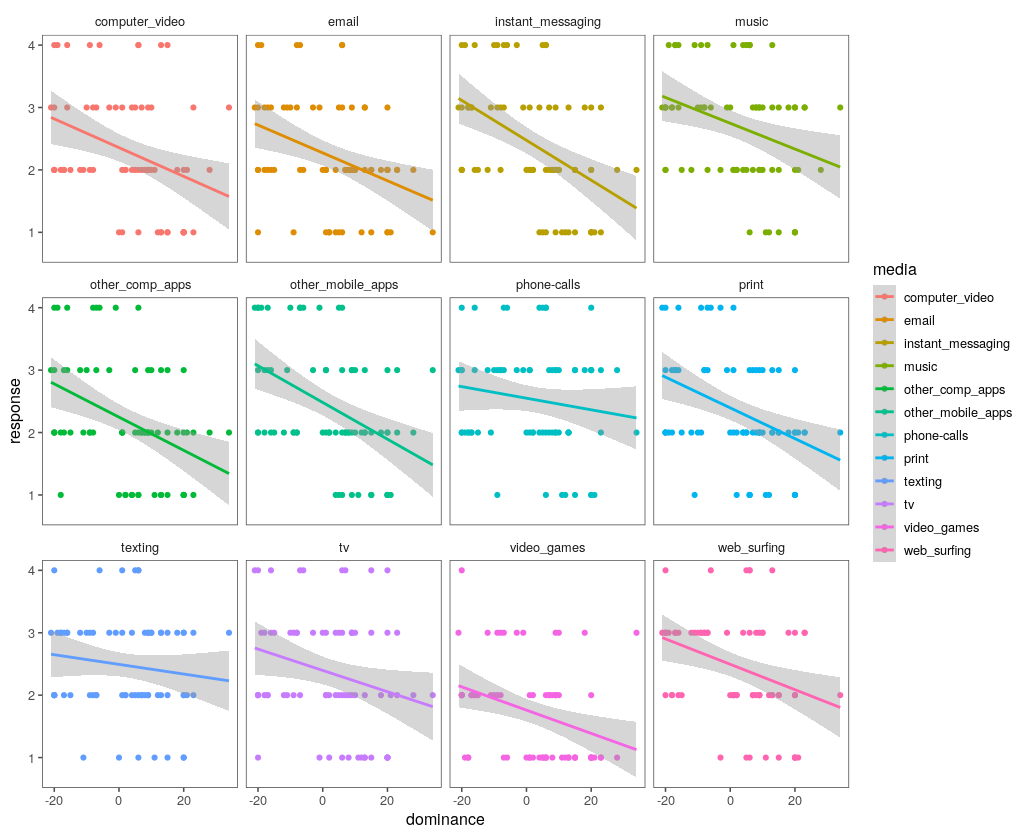 computer_video email instant_messaging music
4
3
2
1
other_comp_apps other_mobile_apps phone-calls print
4
3
2
1
texting tv video_games web_surfing
4
3
2
1
-20 0 20 -20 0 20 -20 0 20 -20 0 20
dominance
response
media
computer_video
email
instant_messaging
music
other_comp_apps
other_mobile_apps
phone-calls
print
texting
tv
video_games
web_surfing